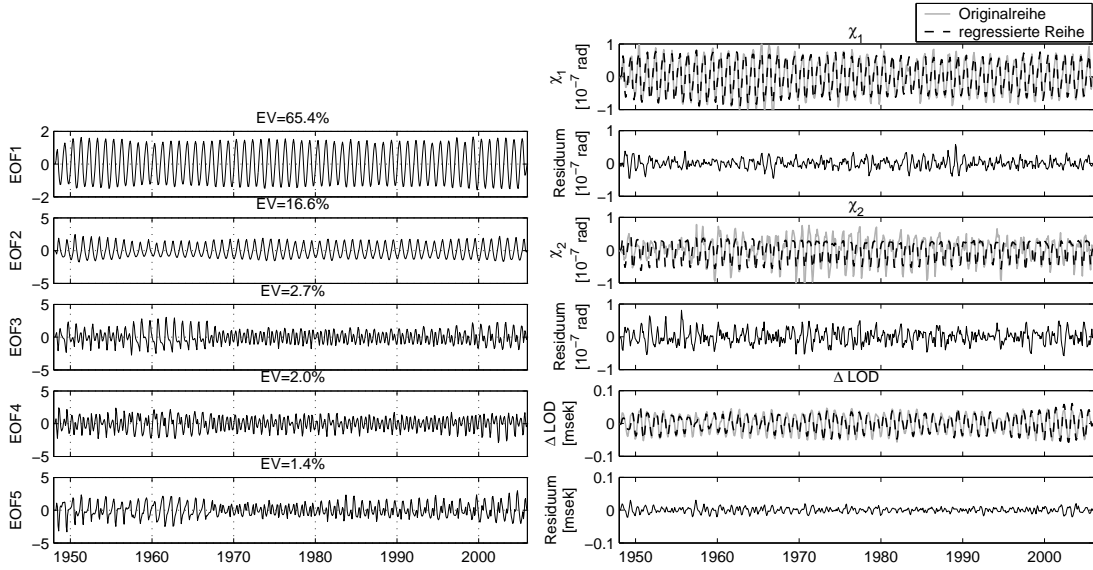 EV=65.4%
EOF1
2
0
−2
EV=16.6%
EOF2
5
0
−5
EV=2.7%
EOF3
5
0
−5
EV=2.0%
EOF4
5
0
−5
EV=1.4%
EOF5
5
0
−5
1950 1960 1970 1980 1990 2000
Originalreihe
regressierte Reihe
χ1
χ1
[10−7 rad]
1
0
−1
Residuum
[10−7 rad]
1
0
−1
χ2
χ2
[10−7 rad]
1
0
−1
Residuum
[10−7 rad]
1
0
−1
Δ LOD
Δ LOD
[msek]
0.1
0
−0.1
Residuum
[msek]
0.1
0
−0.1
1950 1960 1970 1980 1990 2000